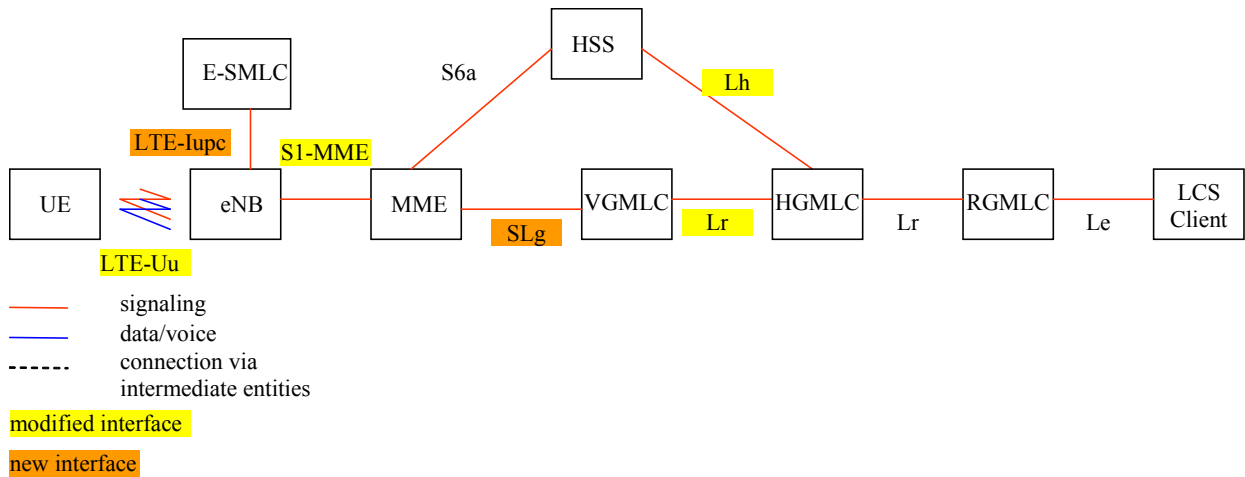 HSS
E-SMLC
S6a
Lh
LTE-Iupc
S1-MME
UE
eNB
MME
VGMLC
HGMLC
RGMLC
LCS
Client
SLg
Lr
Lr
Le
LTE-Uu
signaling
data/voice
connection via
intermediate entities
modified interface
new interface